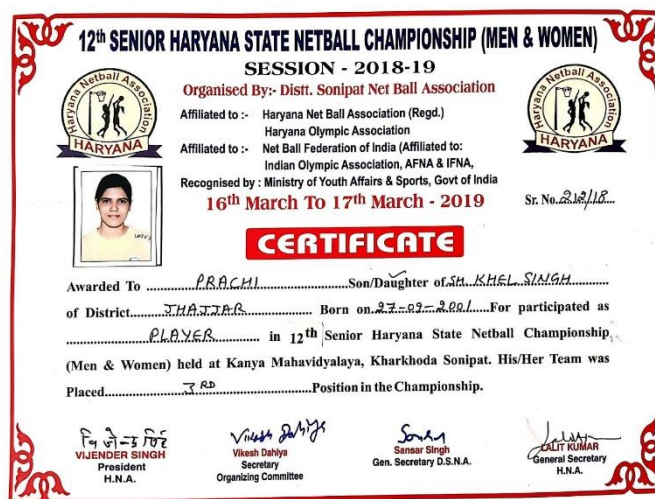 12th SENIOR HARYANA STATE NETBALL CHAMPIONSHIP (MEN & WOMEN)
SESSION - 2018-19
Organised By:- Distt. Sonipat Net Ball Association
Haryana Netball Association
HARYANA
Affiliated to :- Haryana Net Ball Association (Regd.)
Haryana Olympic Association
Affiliated to :- Net Ball Federation of India (Affiliated to:
Indian Olympic Association, AFNA & IFNA,
Recognised by : Ministry of Youth Affairs & Sports, Govt of India
Haryana Netball Association
HARYANA
16th March To 17th March - 2019
Sr. No. 212/18
CERTIFICATE
Awarded To PRACHI Son/Daughter of SH. KHEL SINGH
of District JHAJJAR Born on 27-09-2001 For participated as
PLAYER in 12th Senior Haryana State Netball Championship
(Men & Women) held at Kanya Mahavidyalaya, Kharkhoda Sonipat. His/Her Team was
Placed 3RD Position in the Championship.
Vikesh Dahiya
VIJENDER SINGH
President
H.N.A.
Vikesh Dahiya
Secretary
Organizing Committee
Sansar Singh
Gen. Secretary D.S.N.A.
LALIT KUMAR
General Secretary
H.N.A.